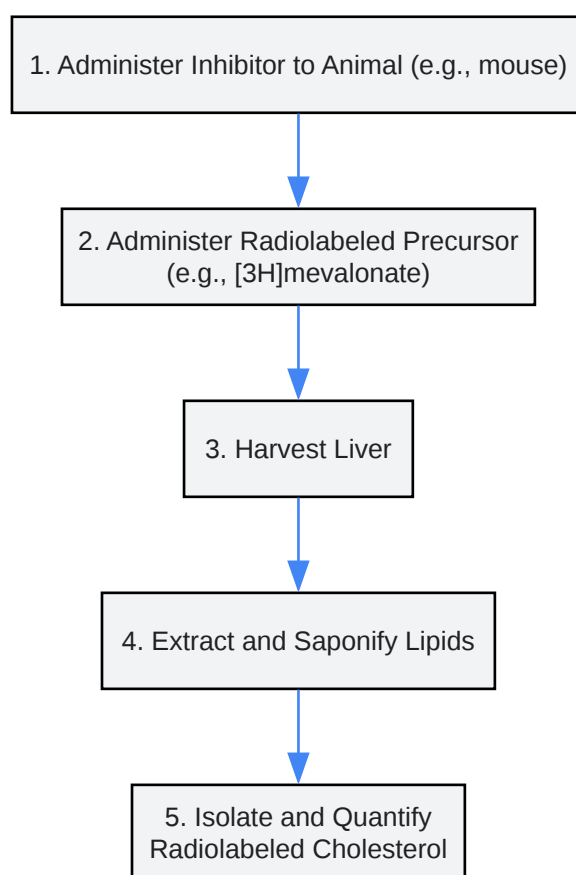 1. Administer Inhibitor to Animal (e.g., mouse)
2. Administer Radiolabeled Precursor
(e.g., [3H]mevalonate)
3. Harvest Liver
4. Extract and Saponify Lipids
5. Isolate and Quantify
Radiolabeled Cholesterol